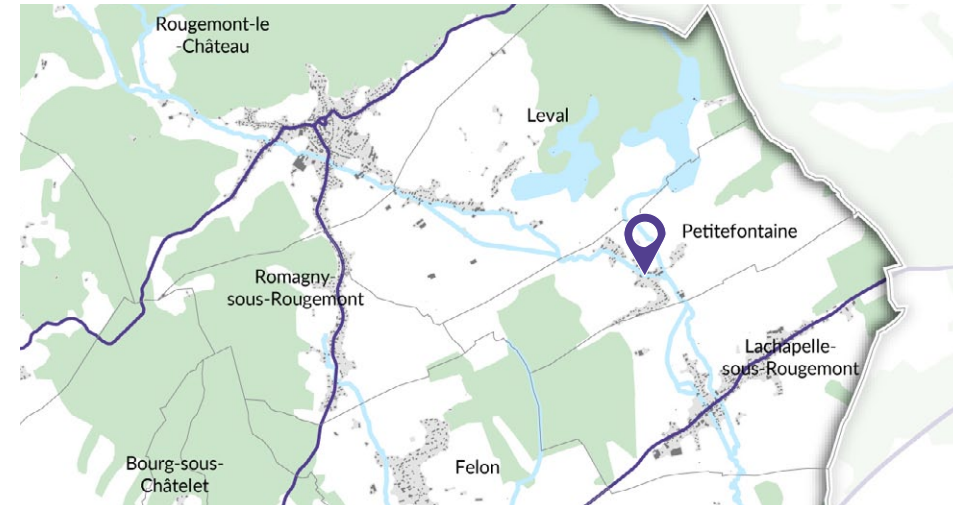 Rougemont-le
-Château
Leval
Petitefontaine
Romagny-
sous-Rougemont
Lachapelle-
sous-Rougemont
Bourg-sous-
Châtelet
Felon